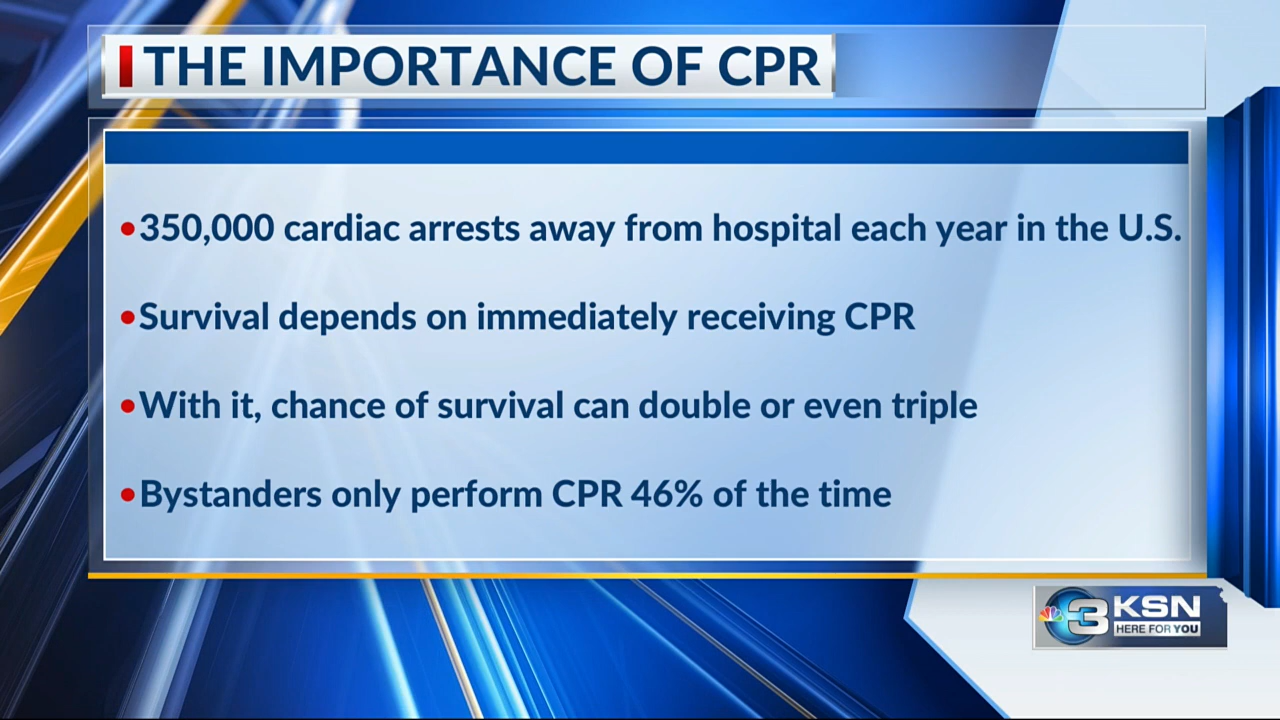 THE IMPORTANCE OF CPR
•350,000 cardiac arrests away from hospital each year in the U.S.
•Survival depends on immediately receiving CPR
•With it, chance of survival can double or even triple
•Bystanders only perform CPR 46% of the time
3 KSN
HERE FOR YOU